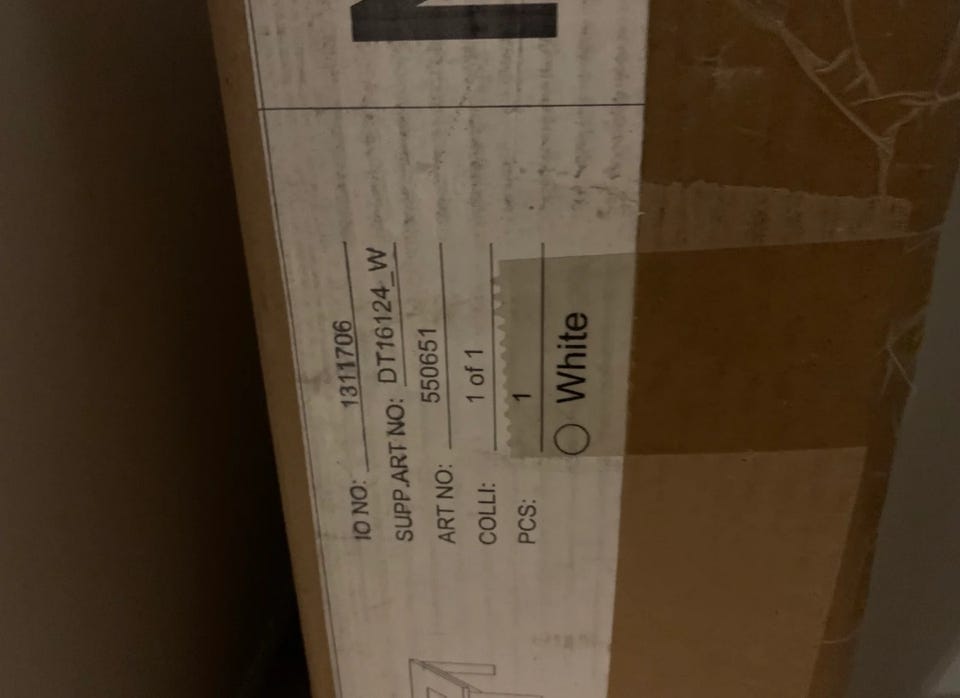 IO NO: 1311706
SUPP.ART NO: DT16124_W
ART NO: 550651
COLLI: 1 of 1
PCS: 1
White